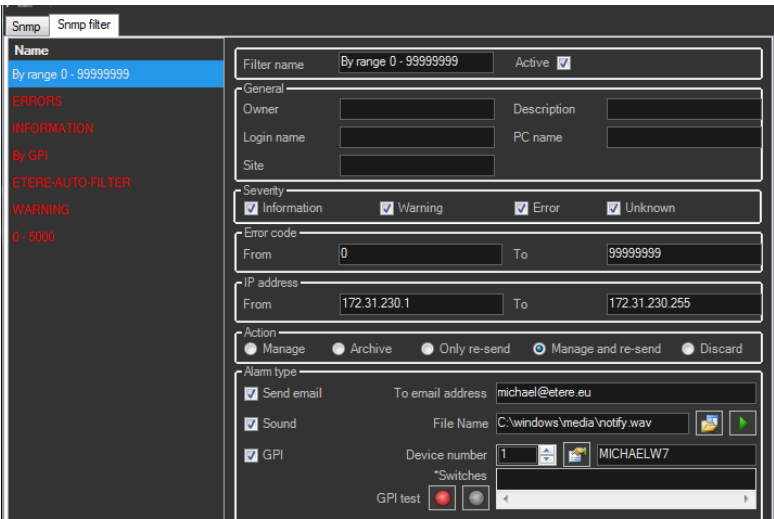 Snmp Snmp filter
Name
By range 0 - 99999999
ERRORS
INFORMATION
By GPI
ETERE-AUTO-FILTER
WARNING
0 - 5000
Filter name By range 0 - 99999999 Active
General
Owner Description
Login name PC name
Site
Severity
Information Warning Error Unknown
Error code
From 0 To 99999999
IP address
From 172.31.230.1 To 172.31.230.255
Action
Manage Archive Only re-send Manage and re-send Discard
Alarm type
Send email To email address michael@etere.eu
Sound File Name C:\windows\media\notify.wav
GPI Device number 1 MICHAELW7
*Switches
GPI test